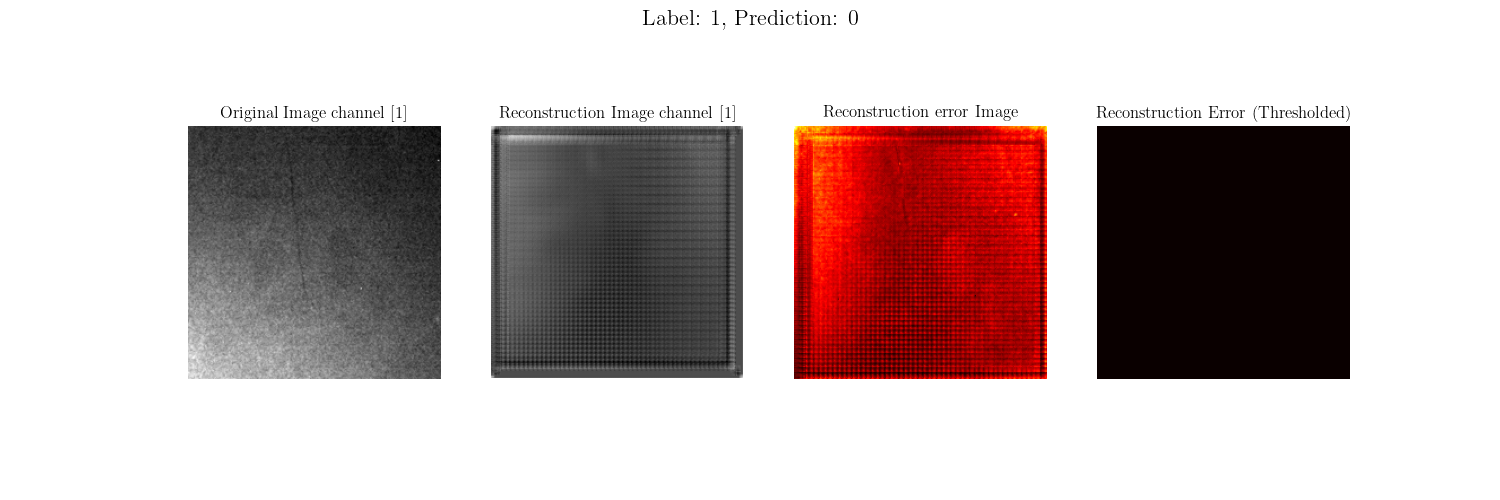 Label: 1, Prediction: 0
Original Image channel [1]
Reconstruction Image channel [1]
Reconstruction error Image
Reconstruction Error (Thresholded)